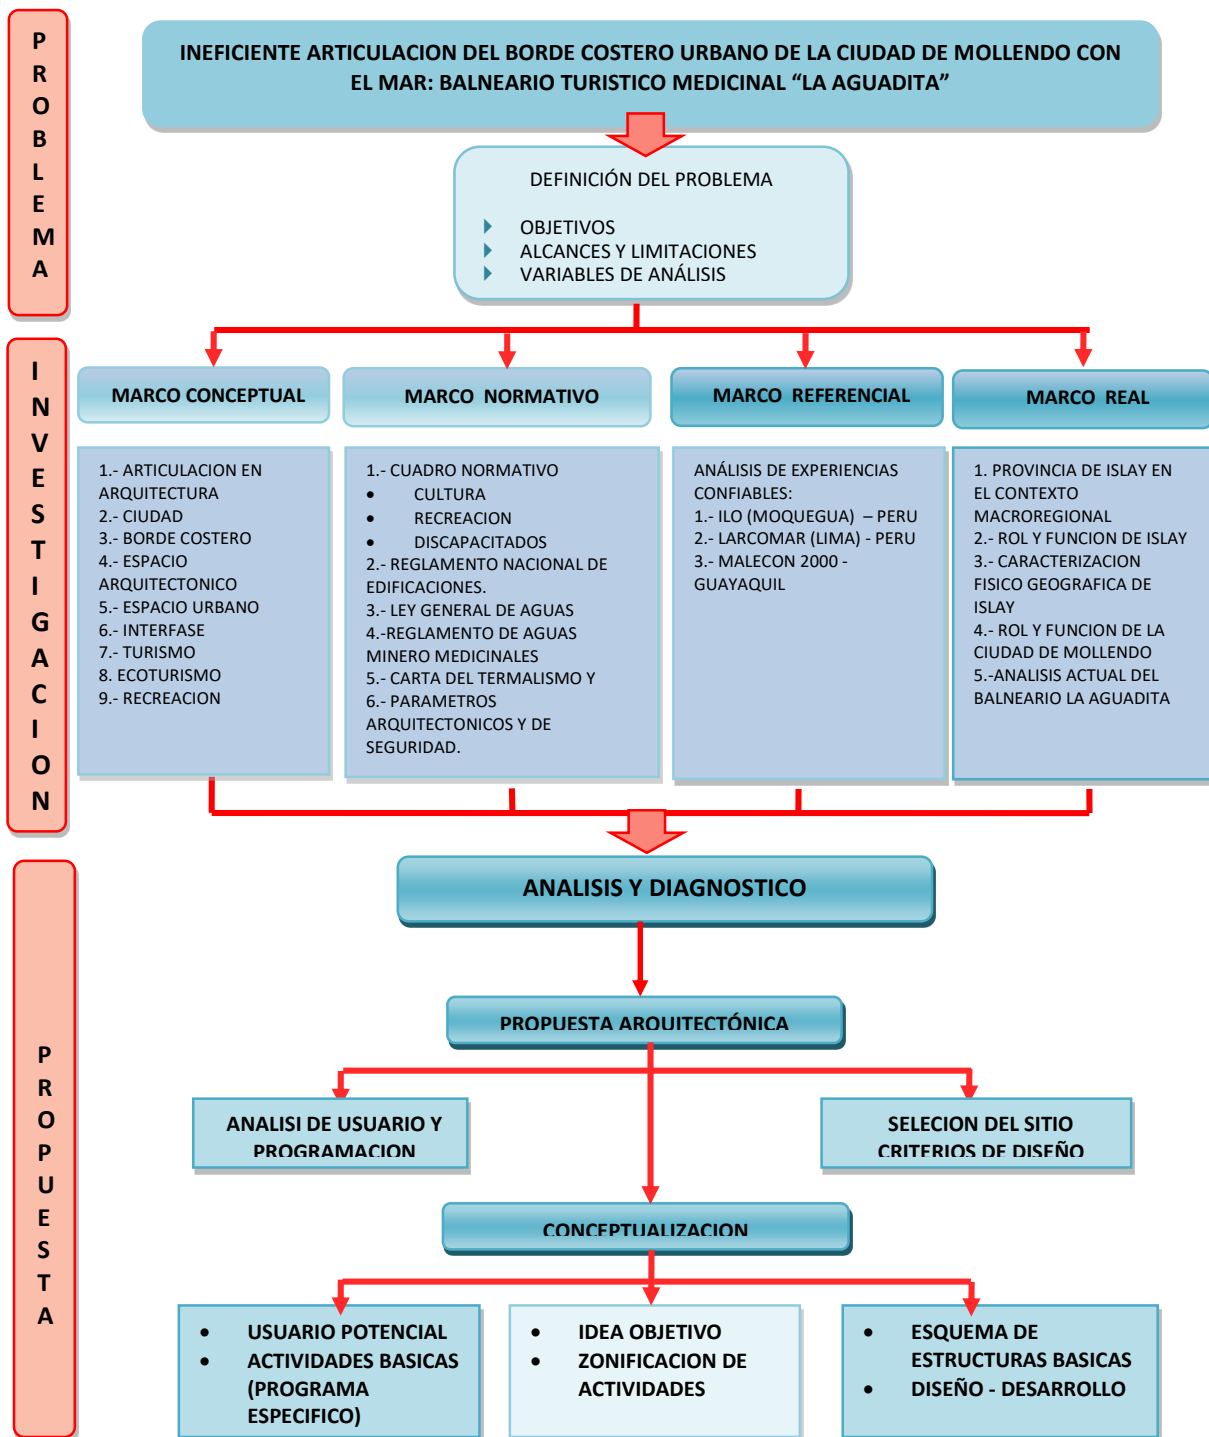 PROBLEMA
INEFICIENTE ARTICULACION DEL BORDE COSTERO URBANO DE LA CIUDAD DE MOLLENDO CON
EL MAR: BALNEARIO TURISTICO MEDICINAL “LA AGUADITA”
DEFINICIÓN DEL PROBLEMA
OBJETIVOS
ALCANCES Y LIMITACIONES
VARIABLES DE ANÁLISIS
INVESTIGACION
MARCO CONCEPTUAL
1.- ARTICULACION EN
ARQUITECTURA
2.- CIUDAD
3.- BORDE COSTERO
4.- ESPACIO
ARQUITECTONICO
5.- ESPACIO URBANO
6.- INTERFASE
7.- TURISMO
8. ECOTURISMO
9.- RECREACION
MARCO NORMATIVO
1.- CUADRO NORMATIVO
• CULTURA
• RECREACION
• DISCAPACITADOS
2.- REGLAMENTO NACIONAL DE
EDIFICACIONES.
3.- LEY GENERAL DE AGUAS
4.-REGLAMENTO DE AGUAS
MINERO MEDICINALES
5.- CARTA DEL TERMALISMO Y
6.- PARAMETROS
ARQUITECTONICOS Y DE
SEGURIDAD.
MARCO REFERENCIAL
ANÁLISIS DE EXPERIENCIAS
CONFIABLES:
1.- ILO (MOQUEGUA) – PERU
2.- LARCOMAR (LIMA) - PERU
3.- MALECON 2000 -
GUAYAQUIL
MARCO REAL
1. PROVINCIA DE ISLAY EN
EL CONTEXTO
MACROREGIONAL
2.- ROL Y FUNCION DE ISLAY
3.- CARACTERIZACION
FISICO GEOGRAFICA DE
ISLAY
4.- ROL Y FUNCION DE LA
CIUDAD DE MOLLENDO
5.-ANALISIS ACTUAL DEL
BALNEARIO LA AGUADITA
PROPUESTA
ANALISIS Y DIAGNOSTICO
PROPUESTA ARQUITECTÓNICA
ANALISI DE USUARIO Y
PROGRAMACION
SELECION DEL SITIO
CRITERIOS DE DISEÑO
CONCEPTUALIZACION
• USUARIO POTENCIAL
• ACTIVIDADES BASICAS
(PROGRAMA
ESPECIFICO)
• IDEA OBJETIVO
• ZONIFICACION DE
ACTIVIDADES
• ESQUEMA DE
ESTRUCTURAS BASICAS
• DISEÑO - DESARROLLO